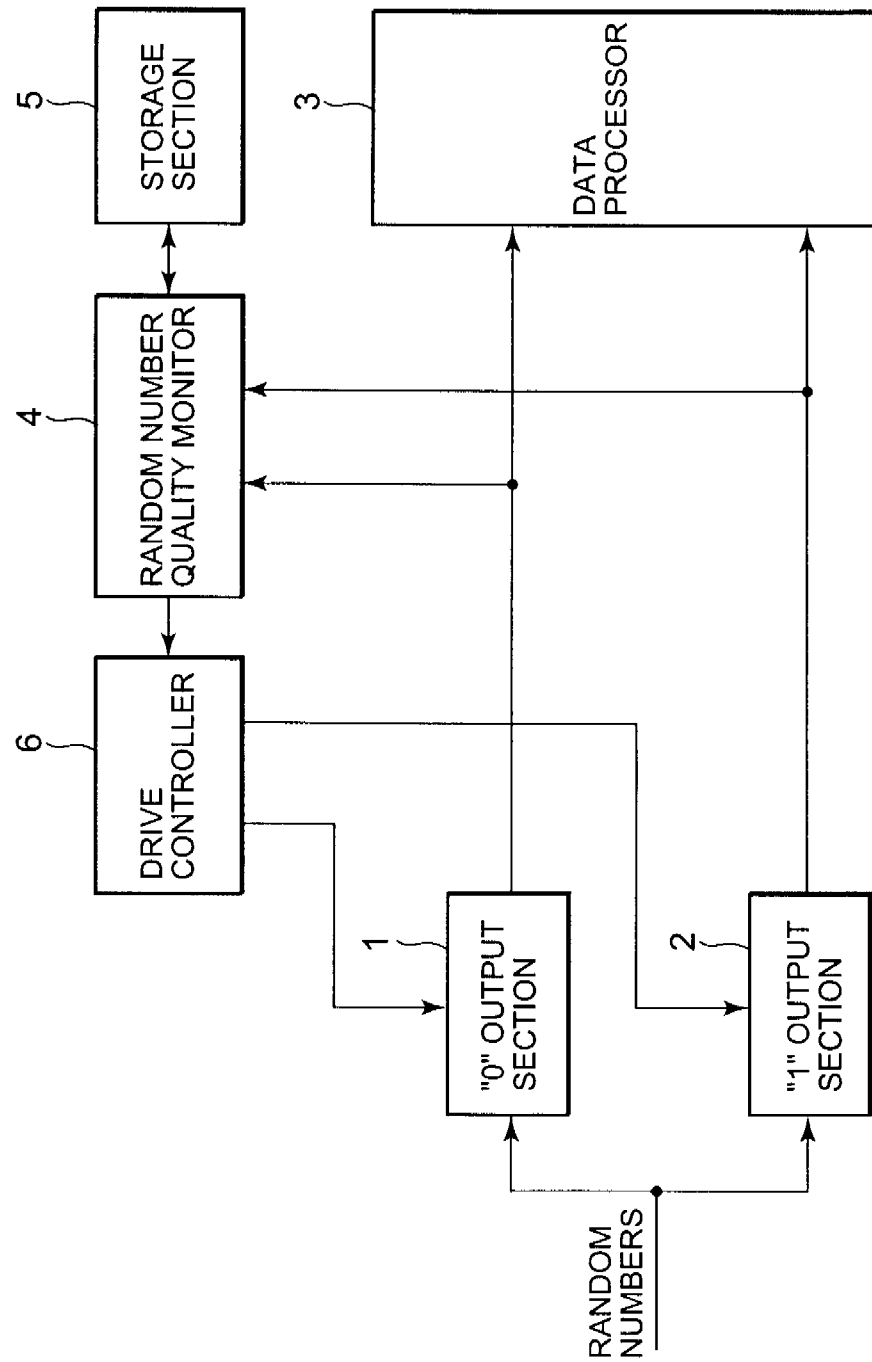 6
DRIVE
CONTROLLER
4
RANDOM NUMBER
QUALITY MONITOR
5
STORAGE
SECTION
1
"0" OUTPUT
SECTION
3
DATA
PROCESSOR
2
"1" OUTPUT
SECTION
RANDOM
NUMBERS